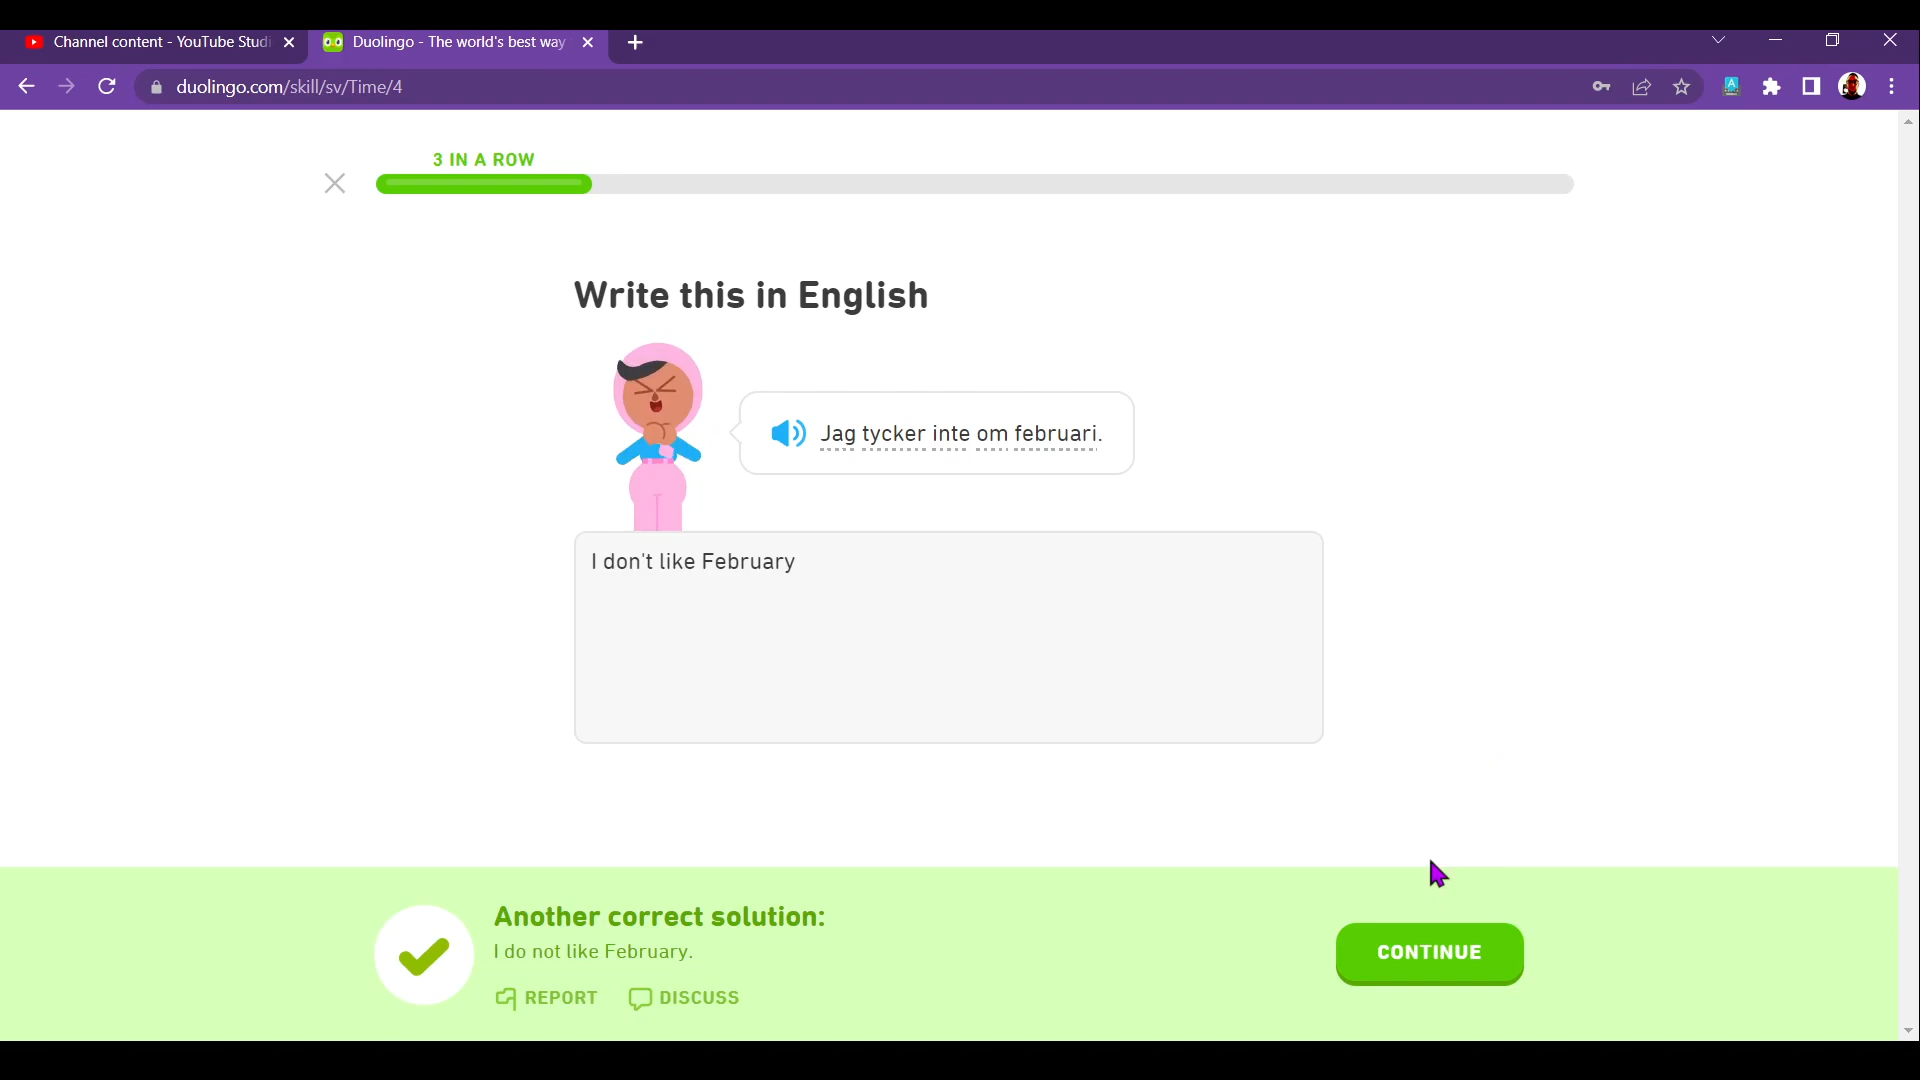 Channel content - YouTube Studi
Duolingo - The world's best way
duolingo.com/skill/sv/Time/4
3 IN A ROW
Write this in English
Jag tycker inte om februari.
I don't like February
Another correct solution:
I do not like February.
REPORT DISCUSS
CONTINUE